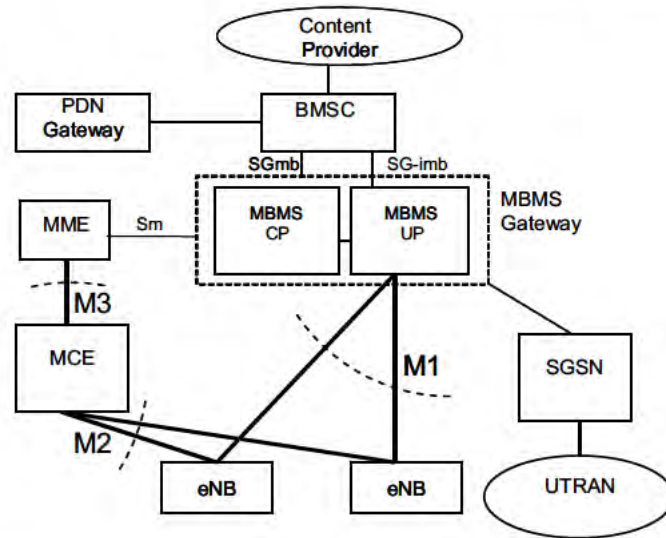 Content
Provider
PDN
Gateway
BMSC
SGmb
SG-imb
MBMS
Gateway
MBMS
CP
MBMS
UP
MME
Sm
M3
MCE
M1
SGSN
M2
eNB
eNB
UTRAN